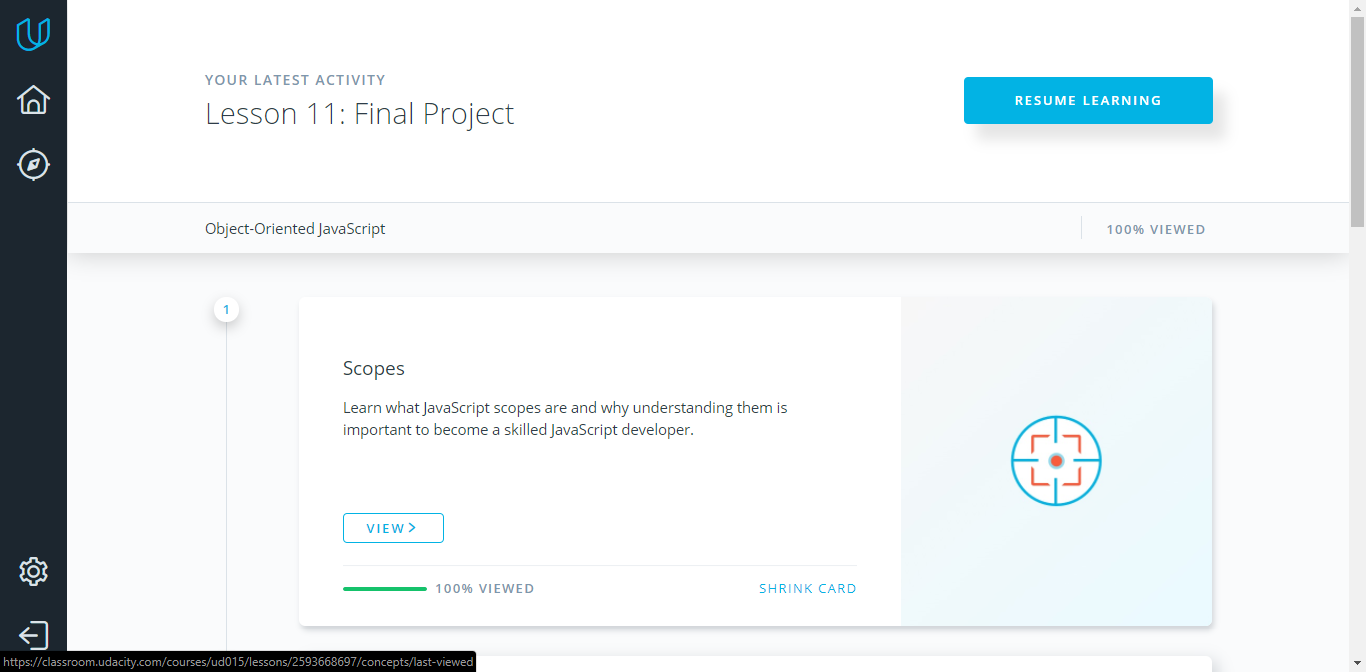 YOUR LATEST ACTIVITY
Lesson 11: Final Project
RESUME LEARNING
Object-Oriented JavaScript
100% VIEWED
1
Scopes
Learn what JavaScript scopes are and why understanding them is
important to become a skilled JavaScript developer.
VIEW
100% VIEWED
SHRINK CARD
https://classroom.udacity.com/courses/ud015/lessons/2593668697/concepts/last-viewed